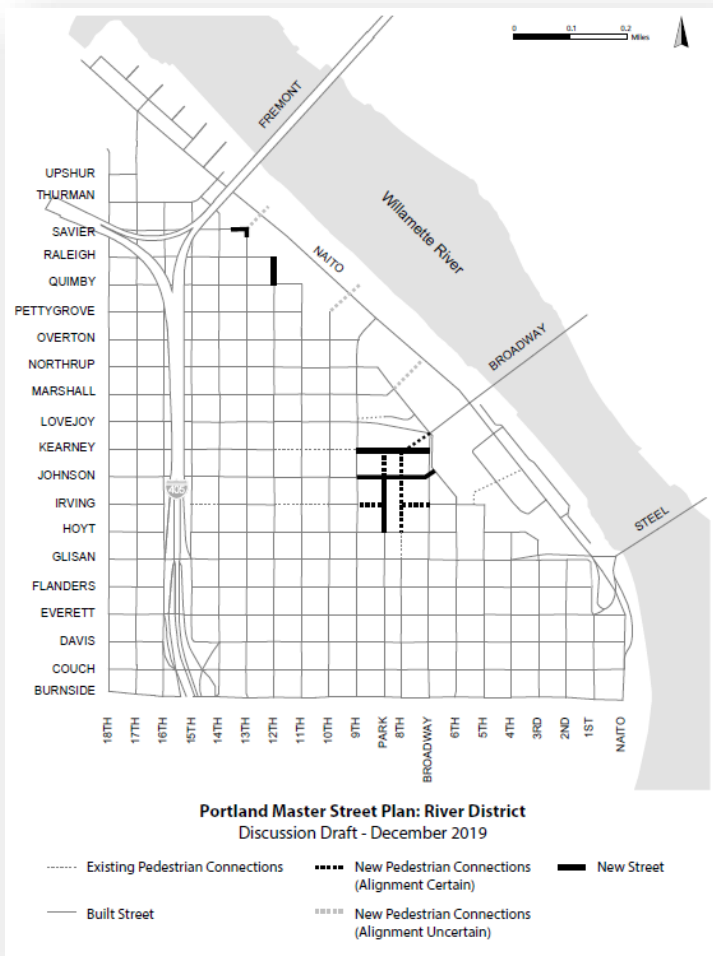 0 0.1 0.2
Miles
FREMONT
UPSHUR
THURMAN
SAVIER
RALEIGH
QUIMBY
PETTYGROVE
OVERTON
NORTHRUP
MARSHALL
LOVEJOY
KEARNEY
JOHNSON
IRVING
HOYT
GLISAN
FLANDERS
EVERETT
DAVIS
COUCH
BURNSIDE
NAITO
Willamette River
BROADWAY
405
STEEL
18TH
17TH
16TH
15TH
14TH
13TH
12TH
11TH
10TH
9TH
PARK
8TH
BROADWAY
6TH
5TH
4TH
3RD
2ND
1ST
NAITO
Portland Master Street Plan: River District
Discussion Draft - December 2019
Existing Pedestrian Connections
Built Street
New Pedestrian Connections
(Alignment Certain)
New Pedestrian Connections
(Alignment Uncertain)
New Street